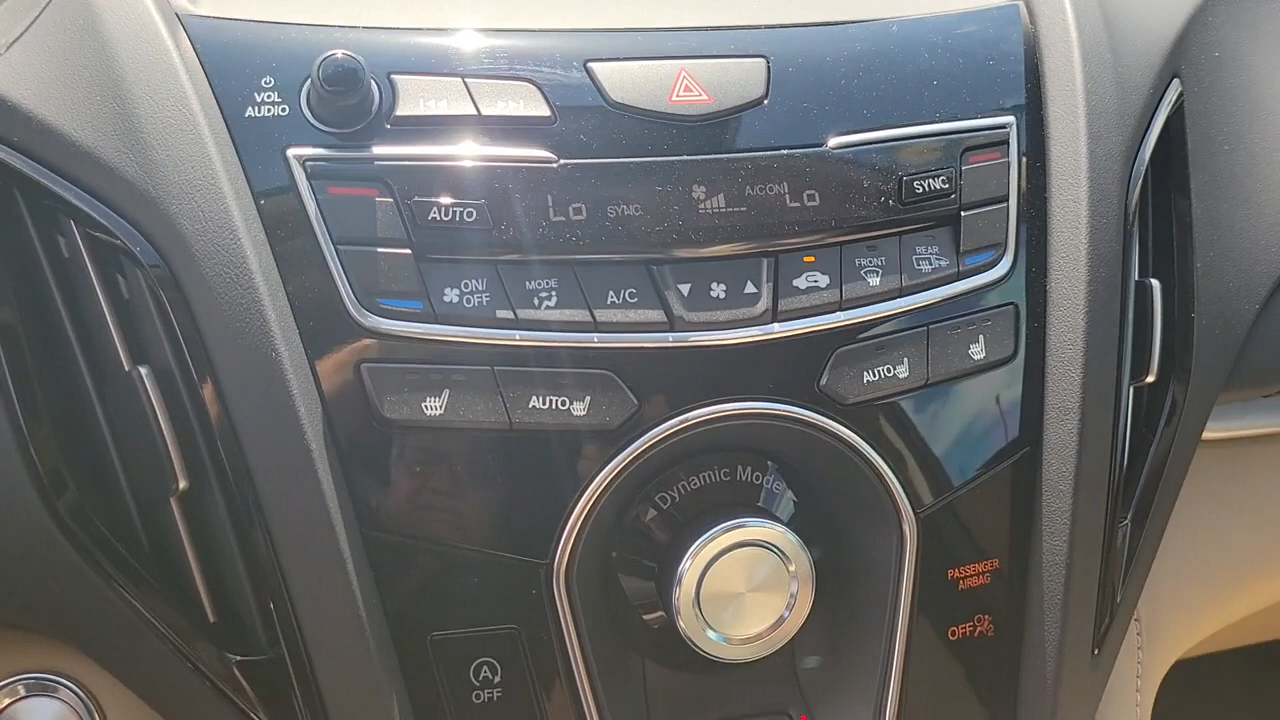 VOL
AUDIO
AUTO
Lo
SYNC
A/C ON
Lo
SYNC
ON/
OFF
MODE
A/C
FRONT
REAR
AUTO
AUTO
Dynamic Mode
PASSENGER
AIRBAG
OFF
2
A
OFF